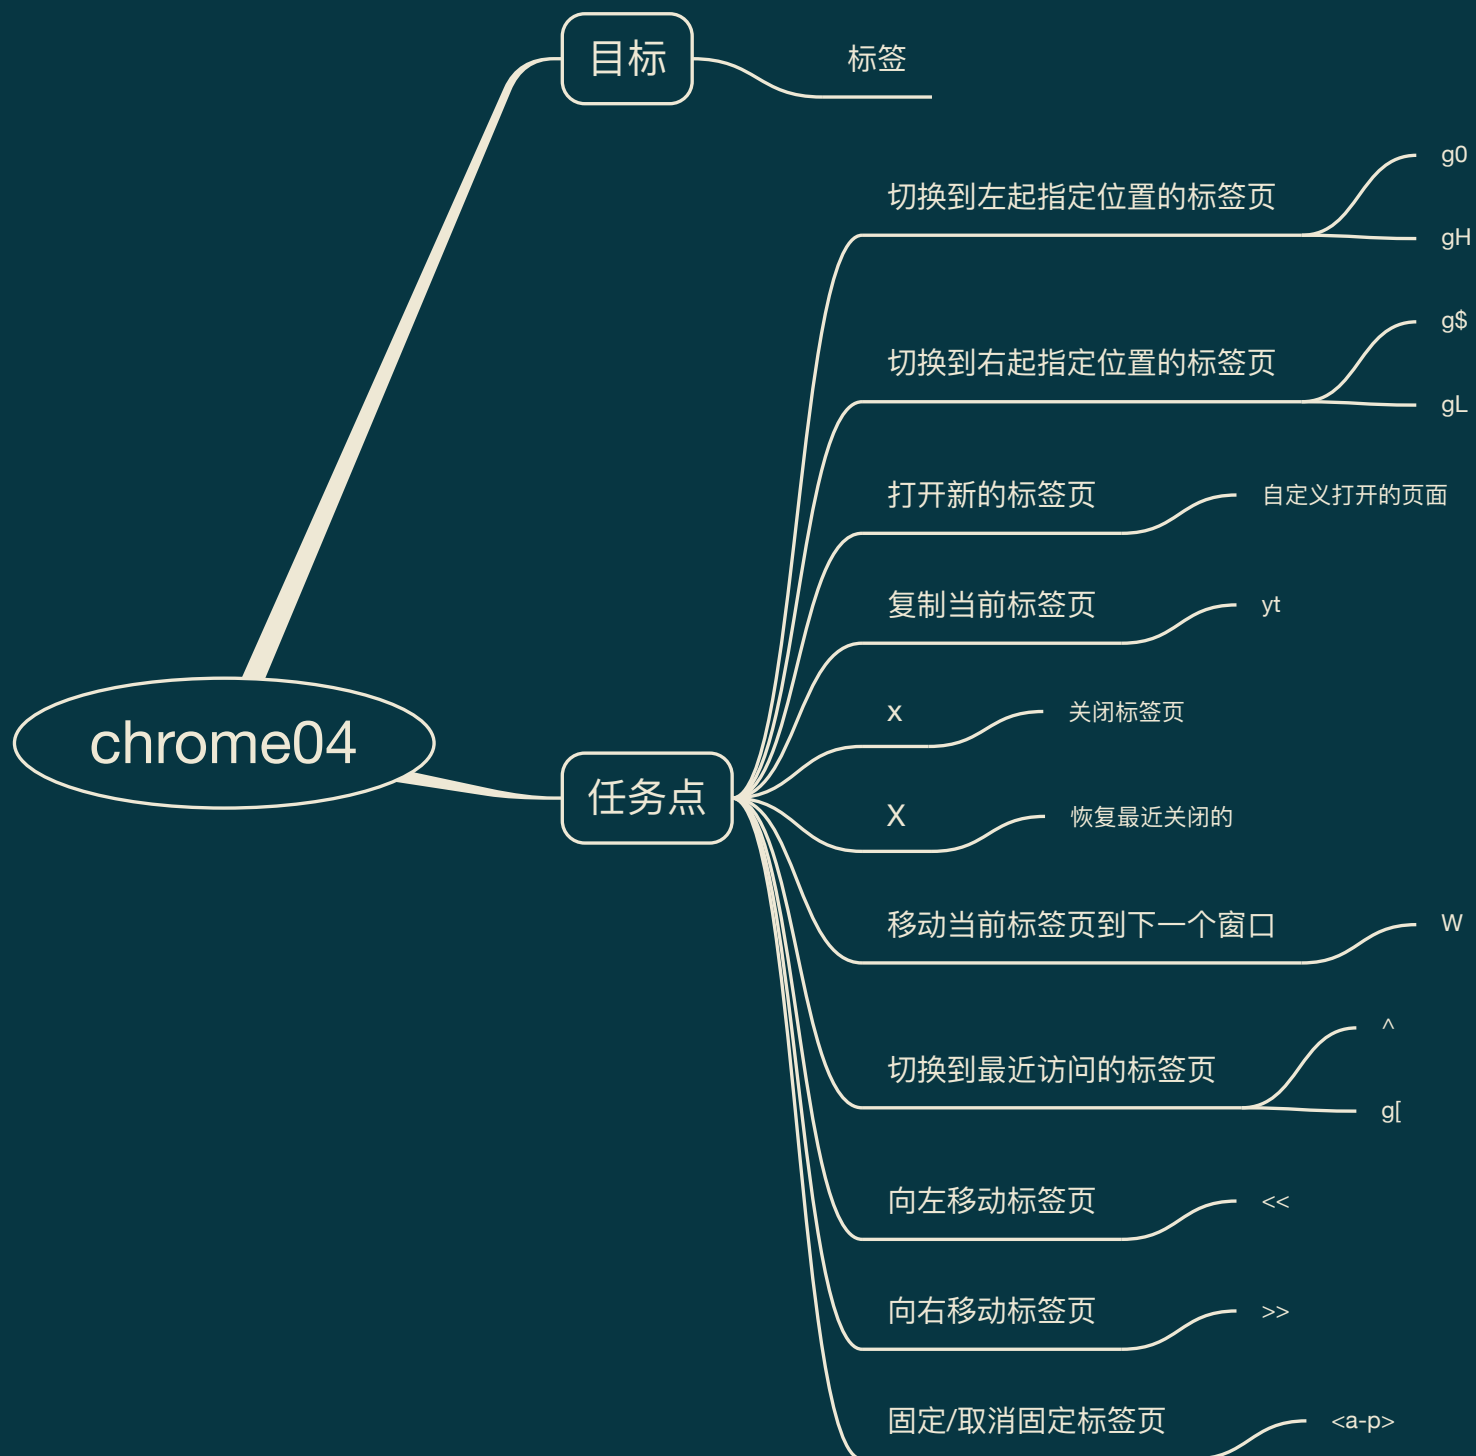 目标
标签
切换到左起指定位置的标签页
g0
gH
切换到右起指定位置的标签页
g$
gL
打开新的标签页
自定义打开的页面
复制当前标签页
yt
x
关闭标签页
X
恢复最近关闭的
chrome04
任务点
移动当前标签页到下一个窗口
W
切换到最近访问的标签页
^
g[
向左移动标签页
<<
向右移动标签页
>>
固定/取消固定标签页
<a-p>